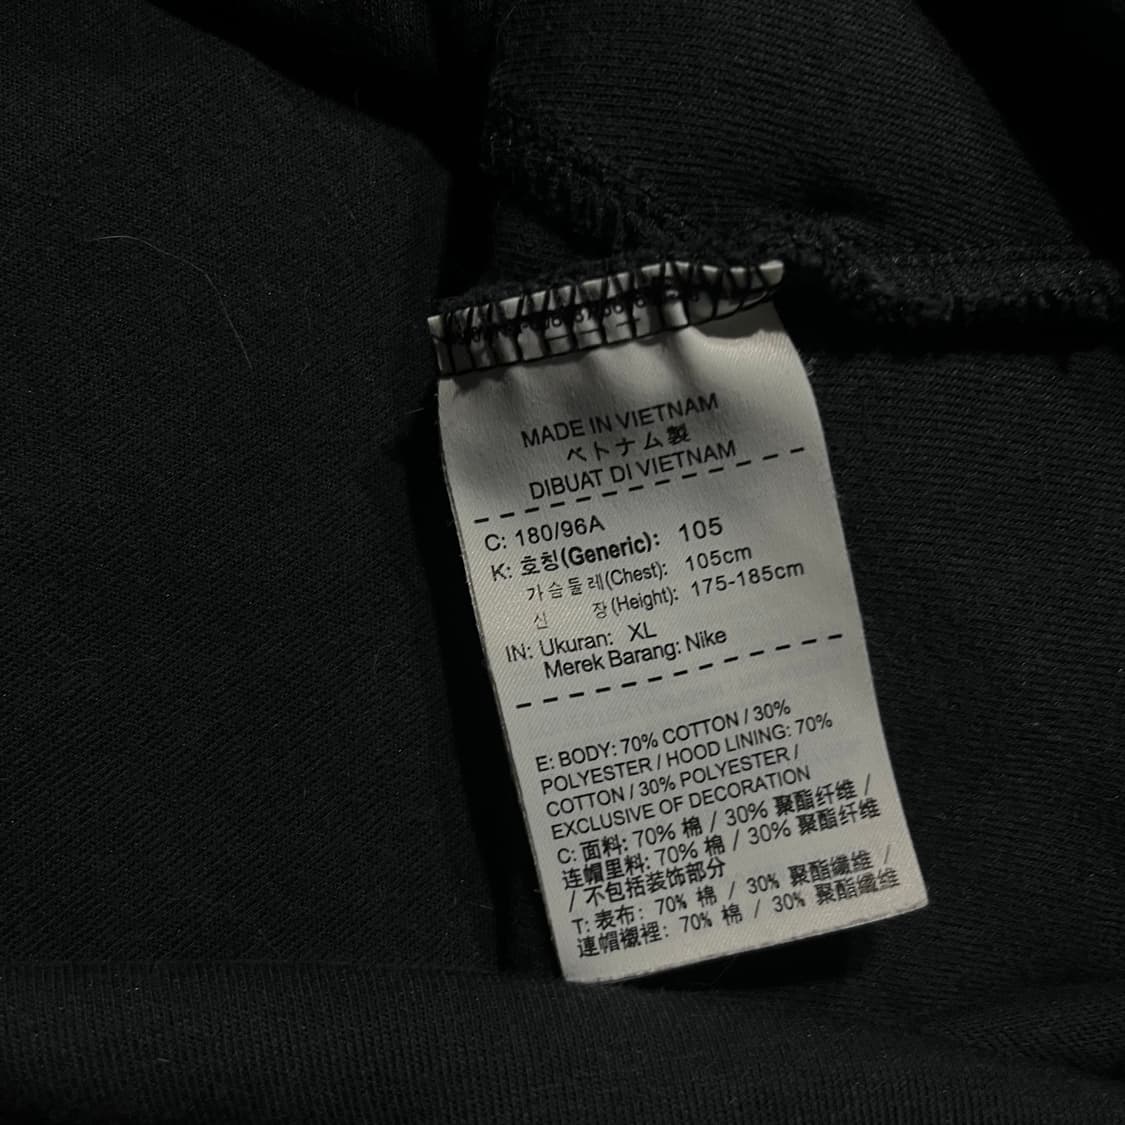 MADE IN VIETNAM
ベトナム製
DIBUAT DI VIETNAM
C: 180/96A
K: 호칭(Generic): 105
가슴둘레(Chest): 105cm
신 장(Height): 175-185cm
IN: Ukuran: XL
Merek Barang: Nike
E: BODY: 70% COTTON / 30%
POLYESTER / HOOD LINING: 70%
COTTON / 30% POLYESTER /
EXCLUSIVE OF DECORATION
C: 面料: 70% 棉 / 30% 聚酯纤维 /
连帽里料: 70% 棉 / 30% 聚酯纤维
/ 不包括装饰部分
T: 表布: 70% 棉 / 30% 聚酯纖維 /
連帽襯裡: 70% 棉 / 30% 聚酯纖維